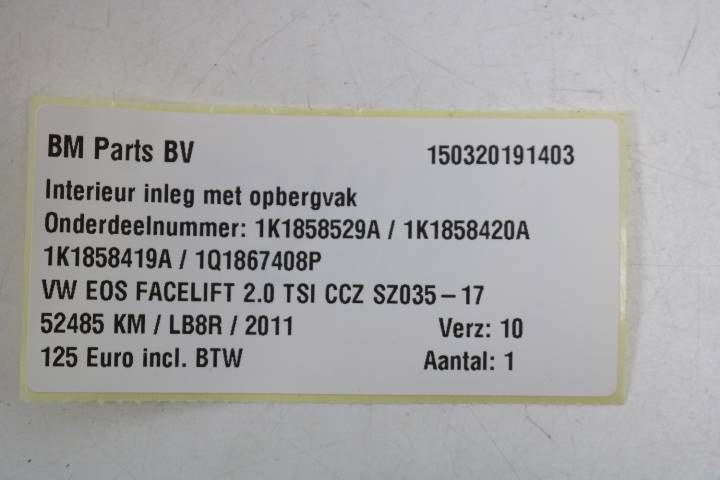 BM Parts BV 150320191403
Interieur inleg met opbergvak
Onderdeelnummer: 1K1858529A / 1K1858420A
1K1858419A / 1Q1867408P
VW EOS FACELIFT 2.0 TSI CCZ SZ035 – 17
52485 KM / LB8R / 2011 Verz: 10
125 Euro incl. BTW Aantal: 1